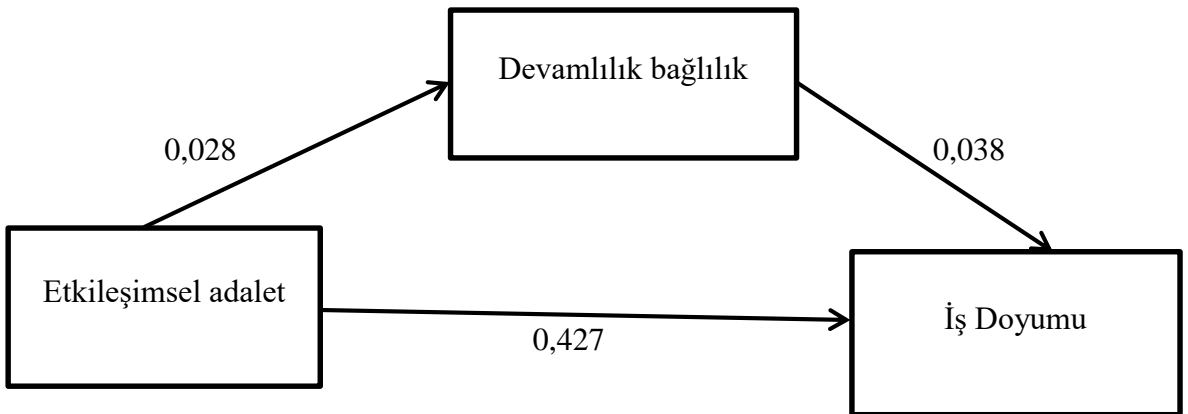 Devamlılık bağlılık
0,028
0,038
Etkileşimsel adalet
İş Doyumu
0,427